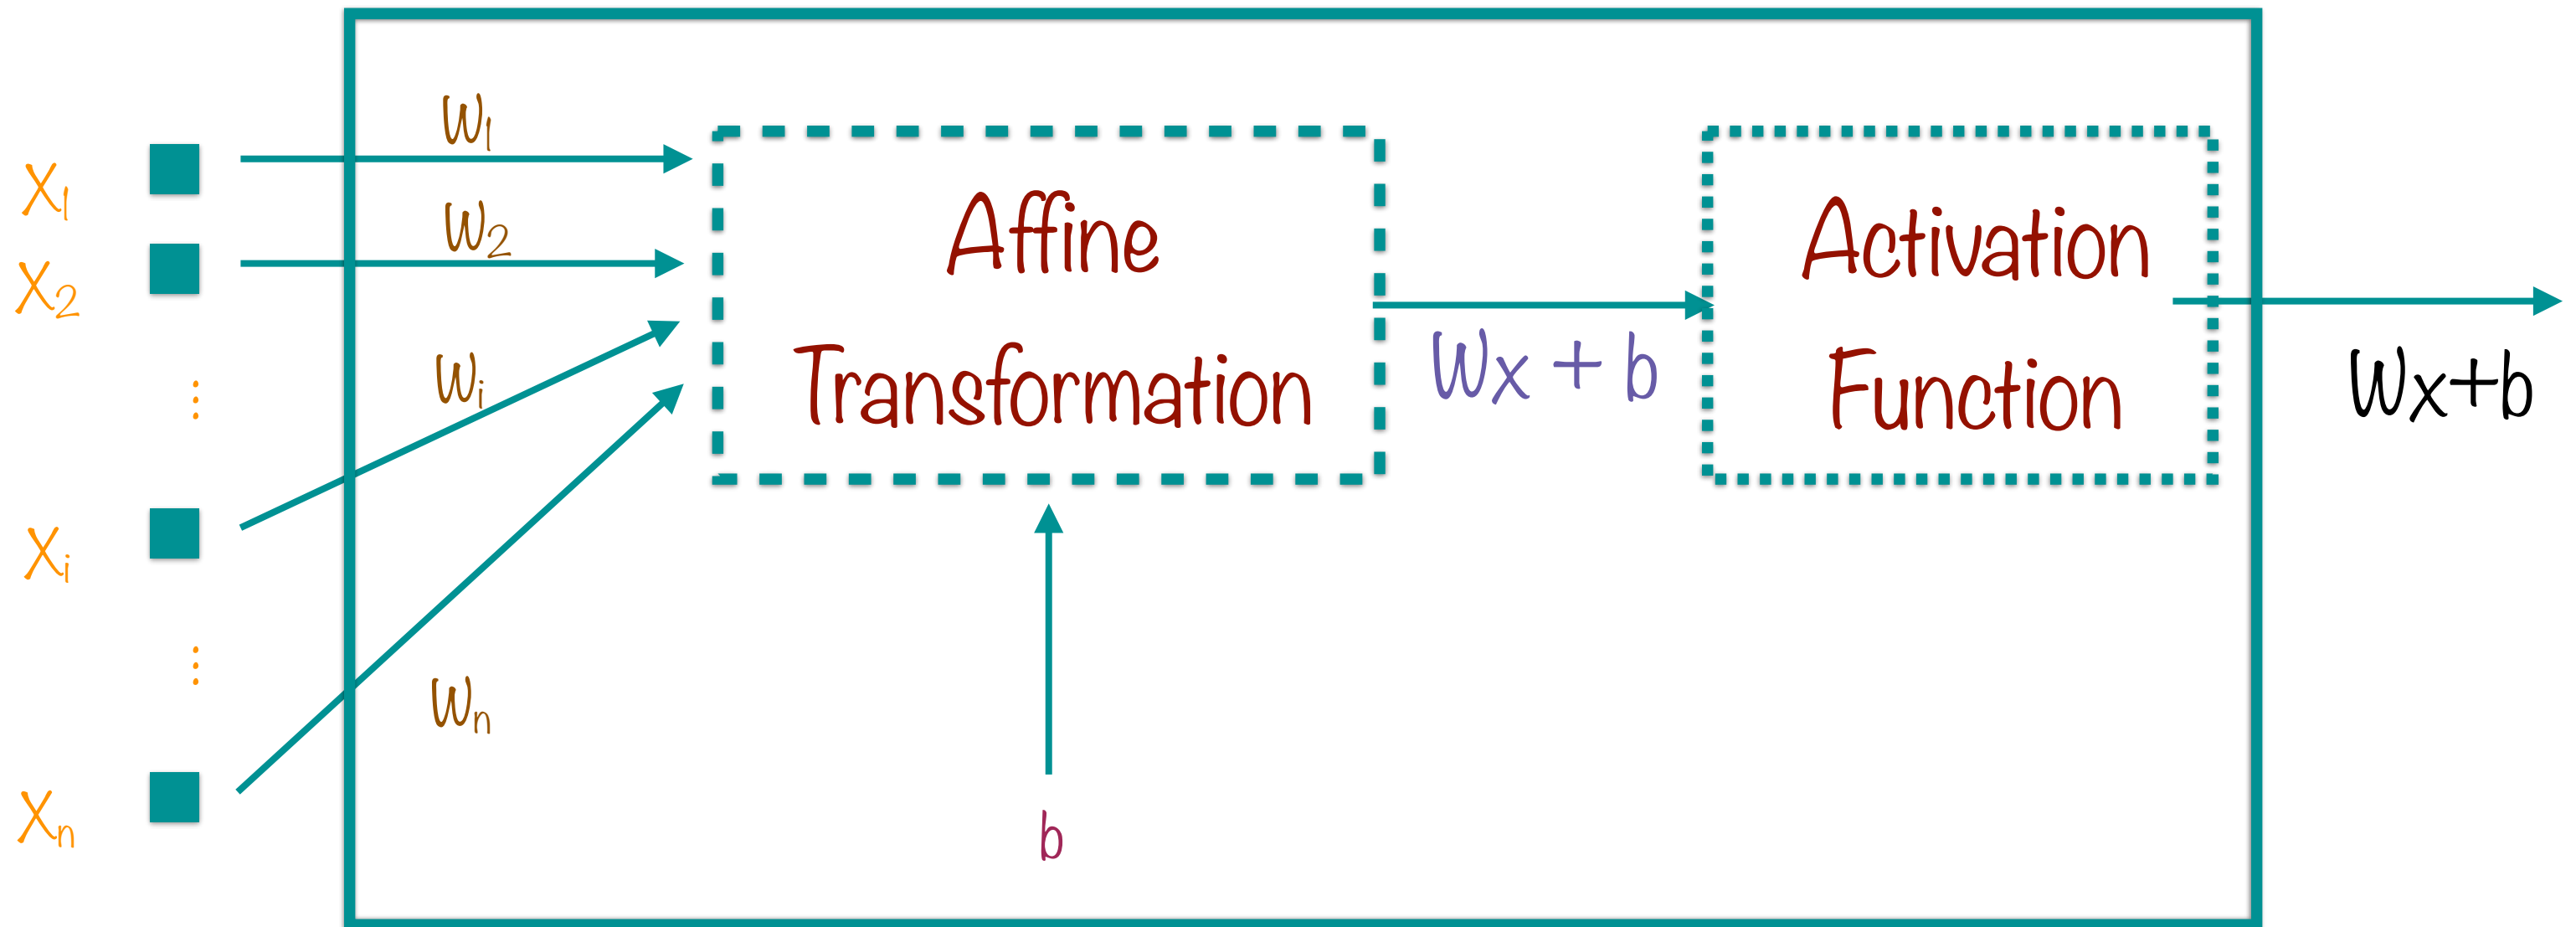 X1
X2
⋮
Xi
⋮
Xn
W1
W2
Wi
Wn
Affine
Transformation
b
Wx + b
Activation
Function
Wx+b